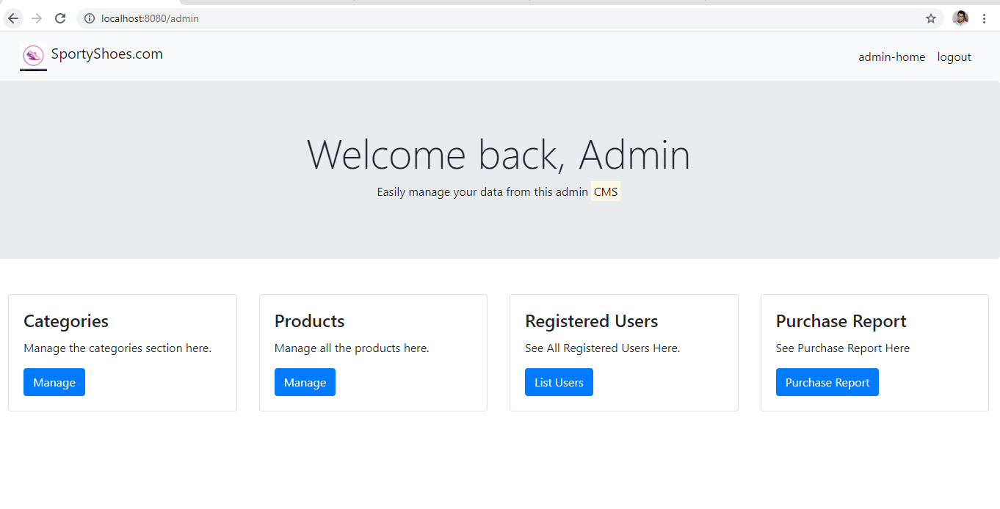 localhost:8080/admin
SportyShoes.com
admin-home logout
Welcome back, Admin
Easily manage your data from this admin CMS
Categories
Manage the categories section here.
Manage
Products
Manage all the products here.
Manage
Registered Users
See All Registered Users Here.
List Users
Purchase Report
See Purchase Report Here
Purchase Report